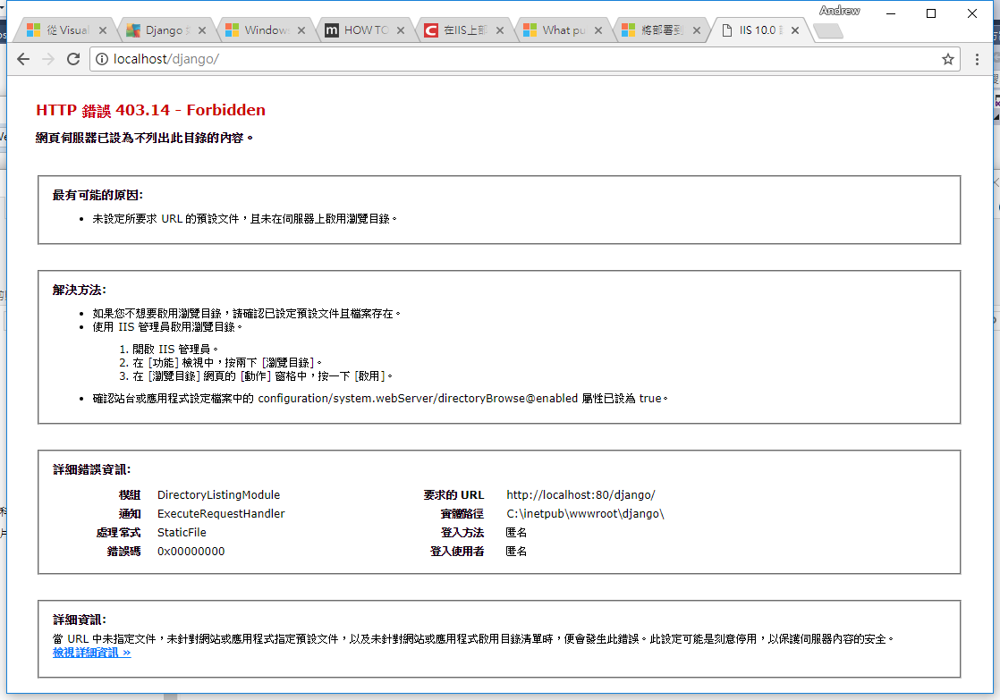 Andrew
從 Visual
Django
Window
HOW TO
在IIS上部
What pu
將部署到
IIS 10.0
localhost/django/
HTTP 錯誤 403.14 - Forbidden
網頁伺服器已設為不列出此目錄的內容。
最有可能的原因:
• 未設定所要求 URL 的預設文件，且未在伺服器上啟用瀏覽目錄。
解決方法:
• 如果您不想要啟用瀏覽目錄，請確認已設定預設文件且檔案存在。
• 使用 IIS 管理員啟用瀏覽目錄。
1. 開啟 IIS 管理員。
2. 在 [功能] 檢視中，按兩下 [瀏覽目錄]。
3. 在 [瀏覽目錄] 網頁的 [動作] 窗格中，按一下 [啟用]。
• 確認站台或應用程式設定檔案中的 configuration/system.webServer/directoryBrowse@enabled 屬性已設為 true。
詳細錯誤資訊:
模組 DirectoryListingModule 要求的 URL http://localhost:80/django/
通知 ExecuteRequestHandler 實體路徑 C:\inetpub\wwwroot\django\
處理常式 StaticFile 登入方法 匿名
錯誤碼 0x00000000 登入使用者 匿名
詳細資訊:
當 URL 中未指定文件，未針對網站或應用程式指定預設文件，以及未針對網站或應用程式啟用目錄清單時，便會發生此錯誤。此設定可能是刻意停用，以保護伺服器內容的安全。
檢視詳細資訊 »